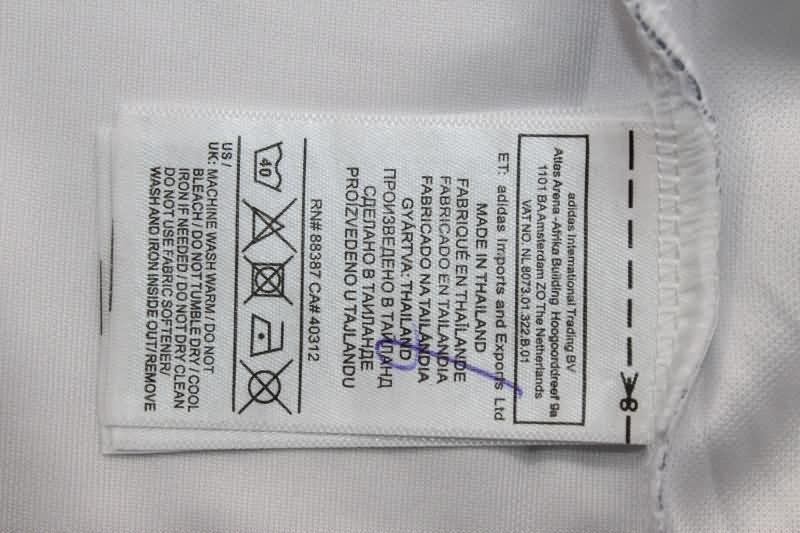 adidas International Trading BV
Atlas Arena -Afrika Building Hoogoorddreef 9a
1101 BA Amsterdam ZO The Netherlands
VAT NO. NL 8073.01.322.B.01
ET: adidas Imports and Exports Ltd
MADE IN THAILAND
FABRIQUÉ EN THAÏLANDE
FABRICADO EN TAILANDIA
FABRICADO NA TAILÂNDIA
GYÁRTVA: THAILAND
ПРОИЗВЕДЕНО В ТАЙЛАНД
СДЕЛАНО В ТАИЛАНДЕ
PROIZVEDENO U TAJLANDU
RN# 88387 CA# 40312
40
US /
UK: MACHINE WASH WARM / DO NOT
BLEACH / DO NOT TUMBLE DRY / COOL
IRON IF NEEDED / DO NOT DRY CLEAN
DO NOT USE FABRIC SOFTENER/
WASH AND IRON INSIDE OUT/REMOVE
8